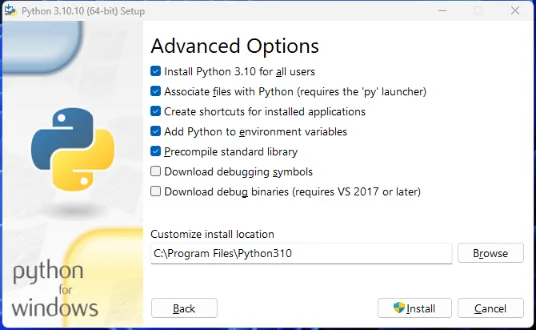 Python 3.10.10 (64-bit) Setup
Advanced Options
Install Python 3.10 for all users
Associate files with Python (requires the 'py' launcher)
Create shortcuts for installed applications
Add Python to environment variables
Precompile standard library
Download debugging symbols
Download debug binaries (requires VS 2017 or later)
Customize install location
C:\Program Files\Python310
Browse
python
for
windows
Back
Install
Cancel